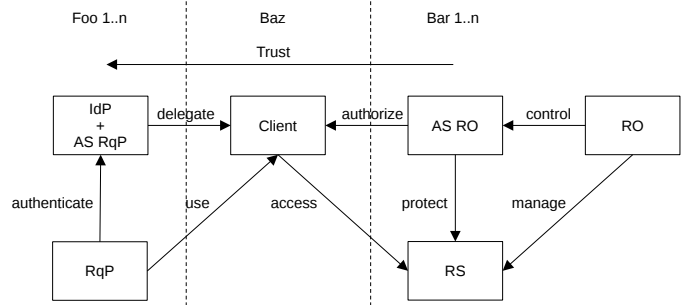 Foo 1..n
Baz
Bar 1..n
Trust
IdP
+
AS RqP
delegate
Client
authorize
AS RO
control
RO
authenticate
use
access
protect
manage
RqP
RS